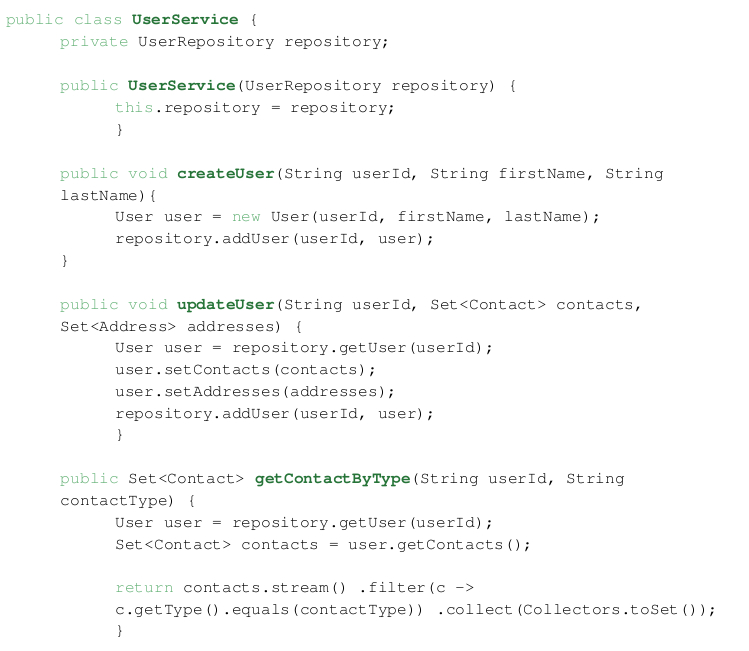 public class UserService {
private UserRepository repository;
public UserService(UserRepository repository) {
this.repository = repository;
}
public void createUser(String userId, String firstName, String
lastName){
User user = new User(userId, firstName, lastName);
repository.addUser(userId, user);
}
public void updateUser(String userId, Set<Contact> contacts,
Set<Address> addresses) {
User user = repository.getUser(userId);
user.setContacts(contacts);
user.setAddresses(addresses);
repository.addUser(userId, user);
}
public Set<Contact> getContactByType(String userId, String
contactType) {
User user = repository.getUser(userId);
Set<Contact> contacts = user.getContacts();
return contacts.stream() .filter(c ->
c.getType().equals(contactType)) .collect(Collectors.toSet());
}